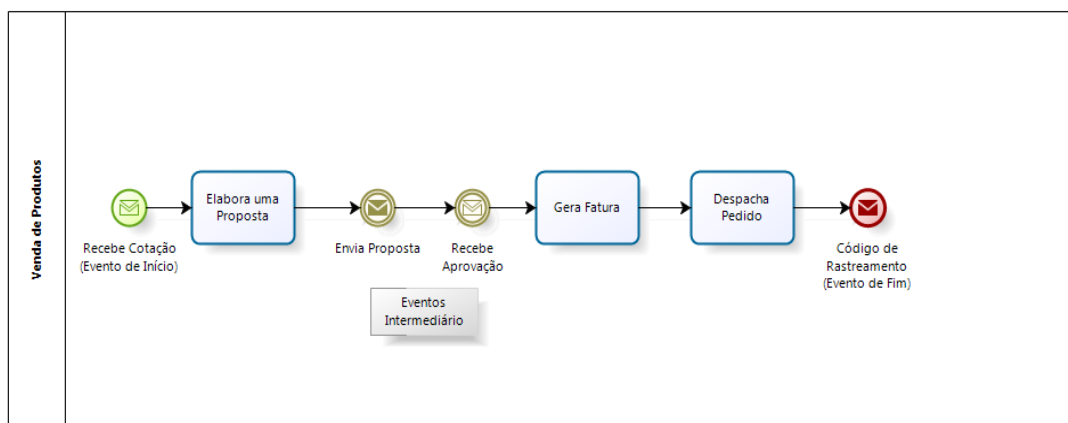 Venda de Produtos
Recebe Cotação
(Evento de Início)
Elabora uma
Proposta
Envia Proposta
Recebe
Aprovação
Eventos
Intermediário
Gera Fatura
Despacha
Pedido
Código de
Rastreamento
(Evento de Fim)